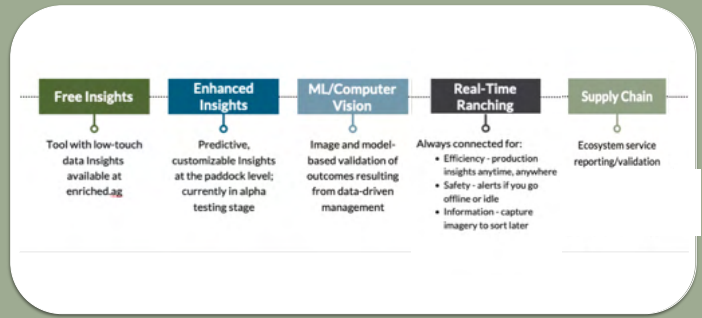 Free Insights
Tool with low-touch
data Insights
available at
enriched.ag
Enhanced
Insights
Predictive,
customizable Insights
at the paddock level;
currently in alpha
testing stage
ML/Computer
Vision
Image and model-
based validation of
outcomes resulting
from data-driven
management
Real-Time
Ranching
Always connected for:
• Efficiency - production
insights anytime, anywhere
• Safety - alerts if you go
offline or idle
• Information - capture
imagery to sort later
Supply Chain
Ecosystem service
reporting/validation